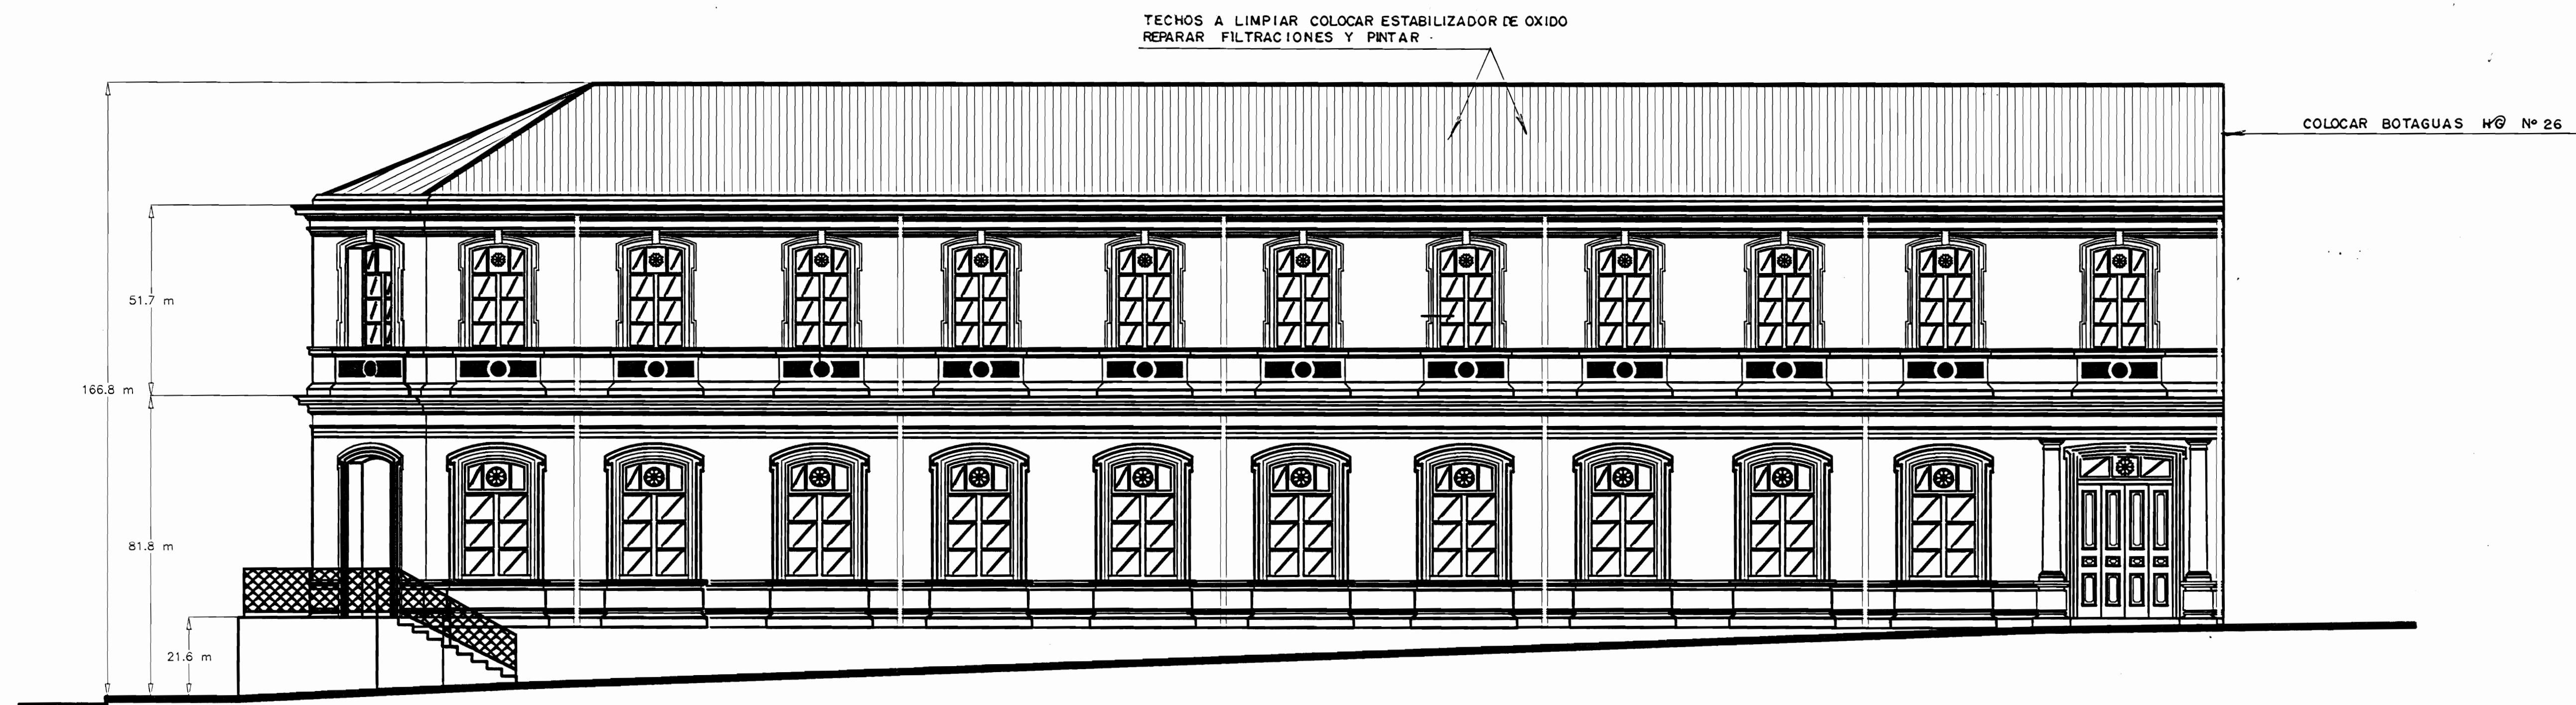 TECHOS A LIMPIAR COLOCAR ESTABILIZADOR DE OXIDO
REPARAR FILTRACIONES Y PINTAR
COLOCAR BOTAGUAS HG Nº 26
51.7 m
166.8 m
81.8 m
21.6 m